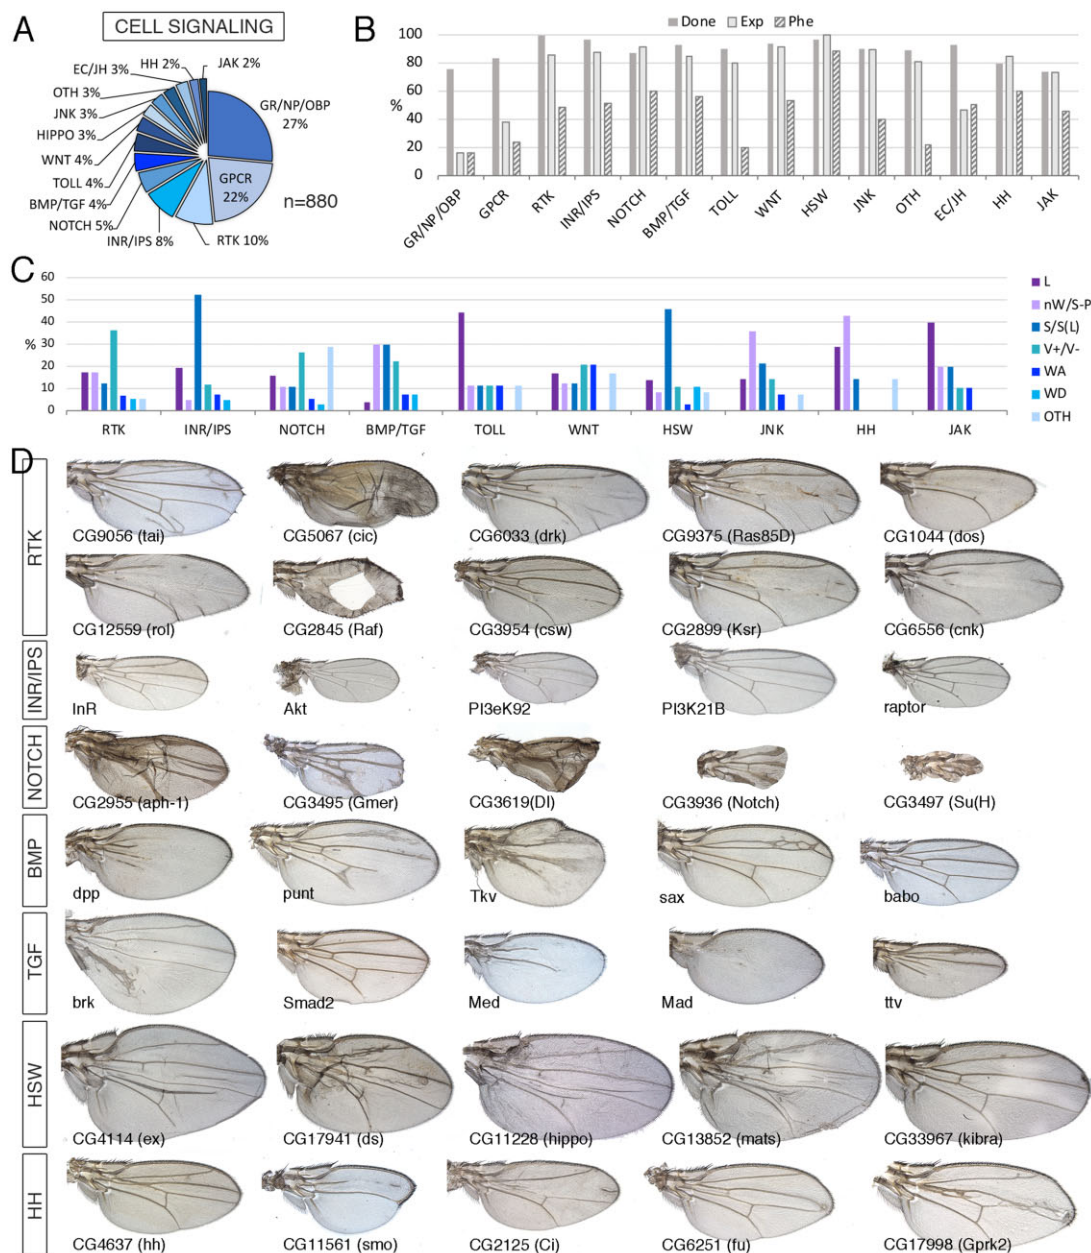 A
CELL SIGNALING
HH 2%
JAK 2%
EC/JH 3%
OTH 3%
JNK 3%
HIPPO 3%
WNT 4%
TOLL 4%
BMP/TGF 4%
NOTCH 5%
INR/IPS 8%
RTK 10%
GPCR
22%
GR/NP/OBP
27%
n=880
B
Done Exp Phe
100
80
%
60
40
20
0
GR/NP/OBP GPCR RTK INR/IPS NOTCH BMP/TGF TOLL WNT HSW JNK OTH EC/JH HH JAK
C
60
50
40
%
30
20
10
0
RTK INR/IPS NOTCH BMP/TGF TOLL WNT HSW JNK HH JAK
L
nW/S-P
S/S(L)
V+/V-
WA
WD
OTH
D
RTK
CG9056 (tai) CG5067 (cic) CG6033 (drk) CG9375 (Ras85D) CG1044 (dos)
CG12559 (rol) CG2845 (Raf) CG3954 (csw) CG2899 (Ksr) CG6556 (cnk)
INR/IPS
InR Akt PI3eK92 PI3K21B raptor
NOTCH
CG2955 (aph-1) CG3495 (Gmer) CG3619(Dl) CG3936 (Notch) CG3497 (Su(H)
BMP
dpp punt Tkv sax babo
TGF
brk Smad2 Med Mad ttv
HSW
CG4114 (ex) CG17941 (ds) CG11228 (hippo) CG13852 (mats) CG33967 (kibra)
HH
CG4637 (hh) CG11561 (smo) CG2125 (Ci) CG6251 (fu) CG17998 (Gprk2)